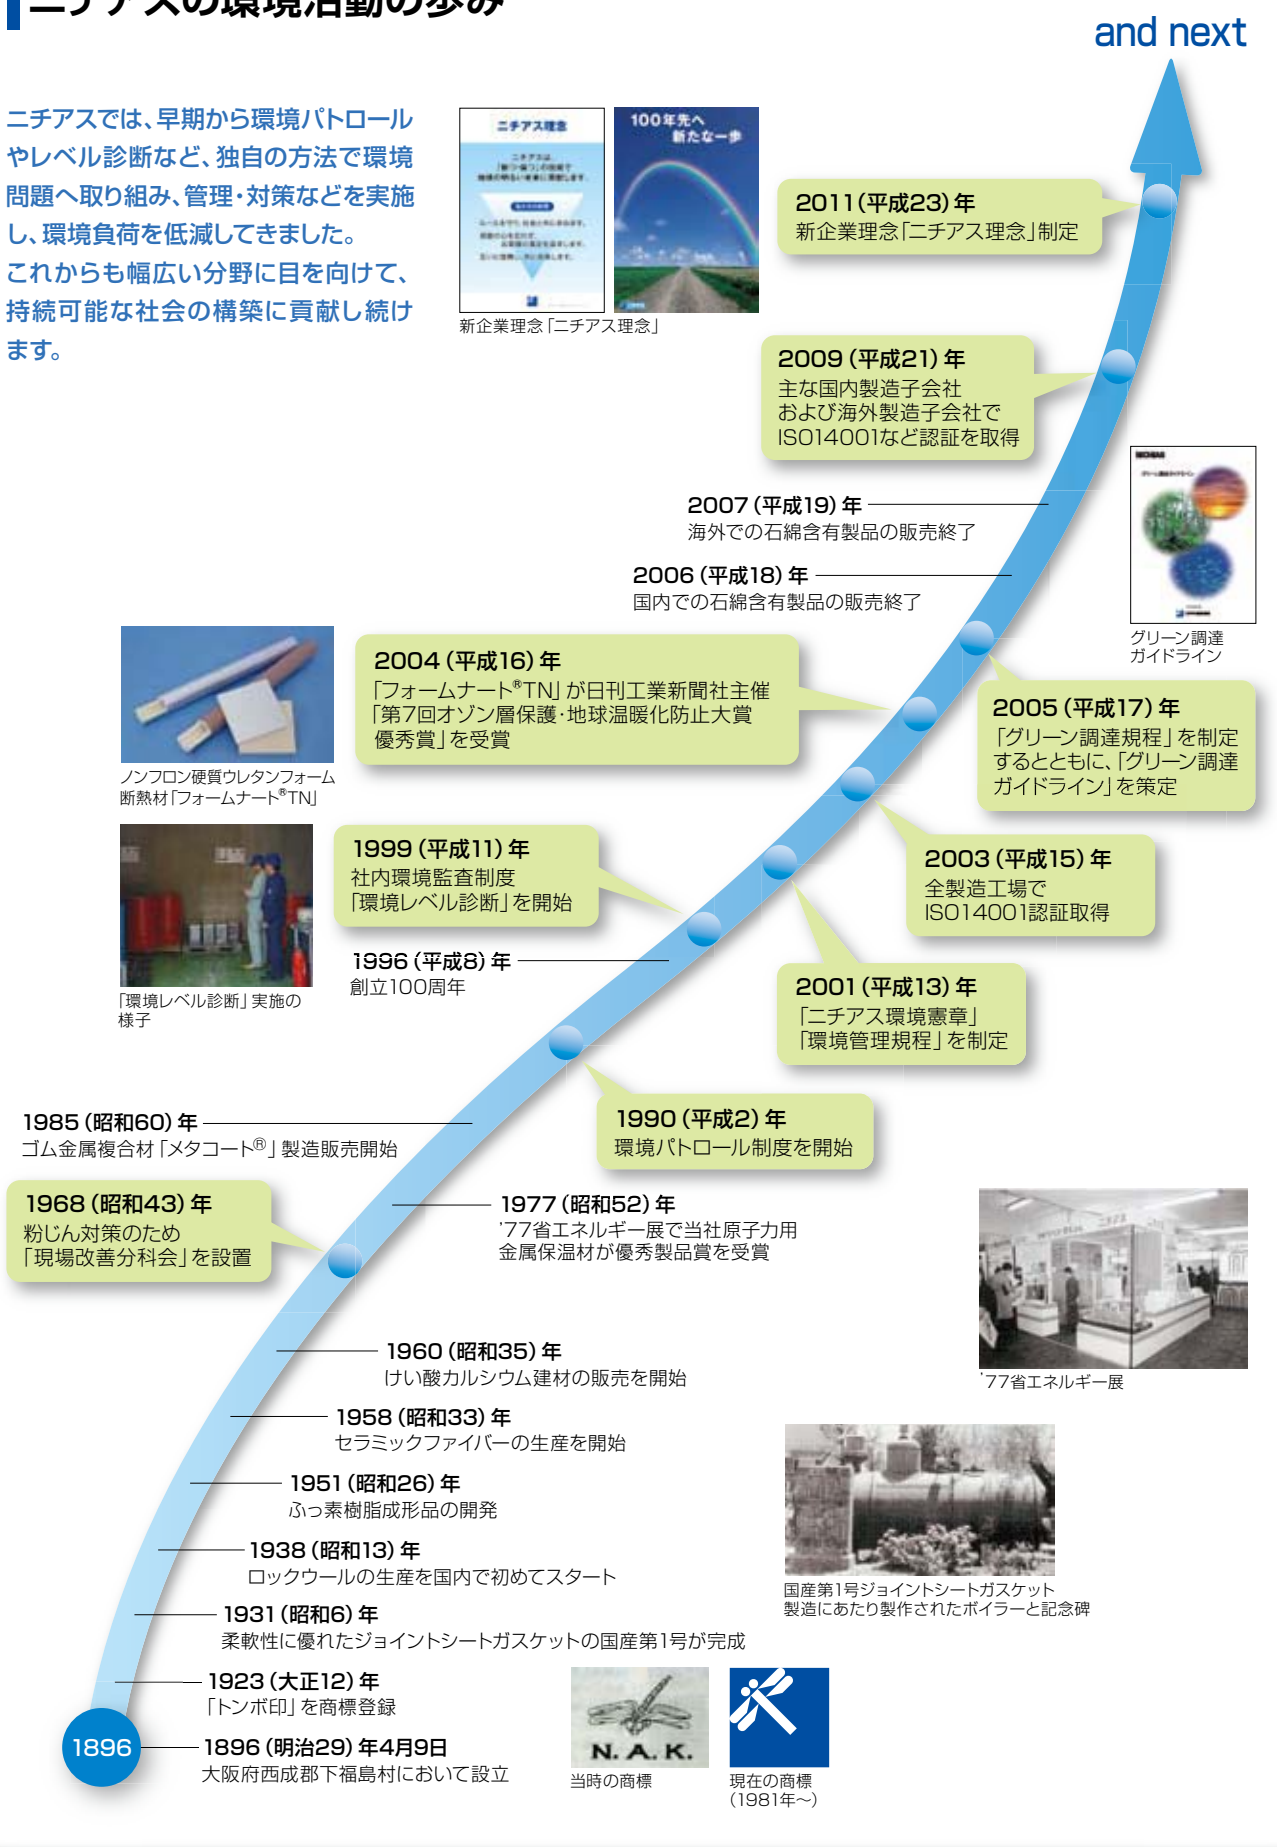 ニチアスの環境活動の歩み
and next
ニチアスでは、早期から環境パトロール
やレベル診断など、独自の方法で環境
問題へ取り組み、管理・対策などを実施
し、環境負荷を低減してきました。
これからも幅広い分野に目を向けて、
持続可能な社会の構築に貢献し続け
ます。
ニチアス理念
100年先へ
新たな一歩
新企業理念「ニチアス理念」
2011(平成23)年
新企業理念「ニチアス理念」制定
2009(平成21)年
主な国内製造子会社
および海外製造子会社で
ISO14001など認証を取得
2007(平成19)年
海外での石綿含有製品の販売終了
2006(平成18)年
国内での石綿含有製品の販売終了
グリーン調達
ガイドライン
2005(平成17)年
「グリーン調達規程」を制定
するとともに、「グリーン調達
ガイドライン」を策定
2004(平成16)年
「フォームナート®TN」が日刊工業新聞社主催
「第7回オゾン層保護・地球温暖化防止大賞
優秀賞」を受賞
ノンフロン硬質ウレタンフォーム
断熱材「フォームナート®TN」
2003(平成15)年
全製造工場で
ISO14001認証取得
1999(平成11)年
社内環境監査制度
「環境レベル診断」を開始
「環境レベル診断」実施の
様子
2001(平成13)年
「ニチアス環境憲章」
「環境管理規程」を制定
1996(平成8)年
創立100周年
1990(平成2)年
環境パトロール制度を開始
1985(昭和60)年
ゴム金属複合材「メタコート®」製造販売開始
1977(昭和52)年
'77省エネルギー展で当社原子力用
金属保温材が優秀製品賞を受賞
1968(昭和43)年
粉じん対策のため
「現場改善分科会」を設置
'77省エネルギー展
1960(昭和35)年
けい酸カルシウム建材の販売を開始
1958(昭和33)年
セラミックファイバーの生産を開始
1951(昭和26)年
ふっ素樹脂成形品の開発
1938(昭和13)年
ロックウールの生産を国内で初めてスタート
国産第1号ジョイントシートガスケット
製造にあたり製作されたボイラーと記念碑
1931(昭和6)年
柔軟性に優れたジョイントシートガスケットの国産第1号が完成
1923(大正12)年
「トンボ印」を商標登録
1896
1896(明治29)年4月9日
大阪府西成郡下福島村において設立
N. A. K.
当時の商標
現在の商標
(1981年〜)